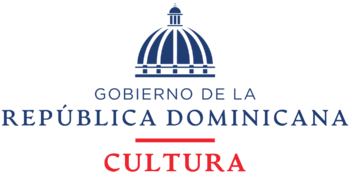 GOBIERNO DE LA
REPÚBLICA DOMINICANA
CULTURA